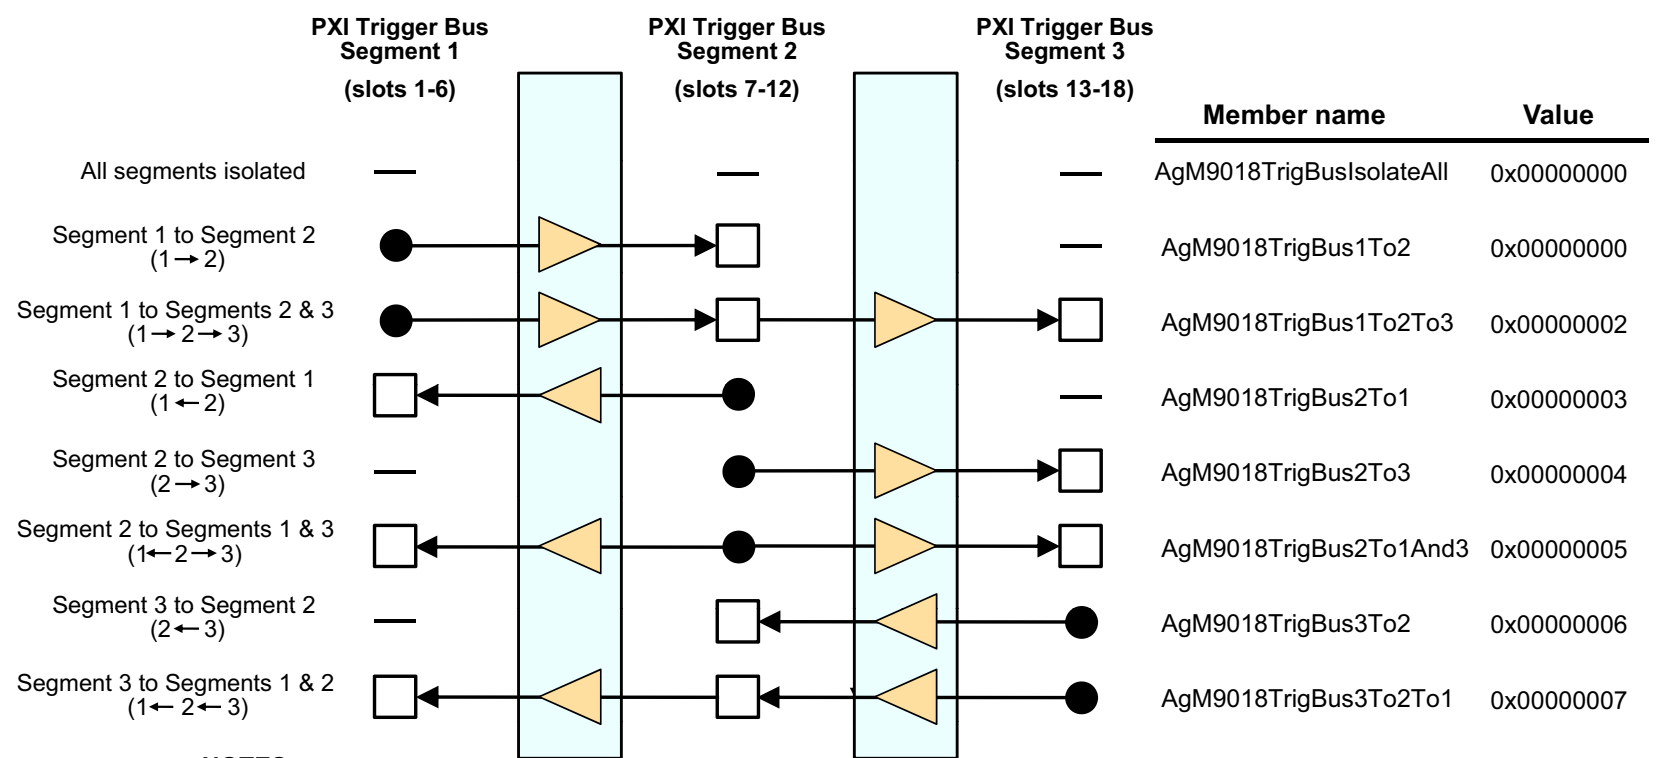 PXI Trigger Bus Segment 1 (slots 1-6)
PXI Trigger Bus Segment 2 (slots 7-12)
PXI Trigger Bus Segment 3 (slots 13-18)
Member name Value
All segments isolated AgM9018TrigBusIsolateAll 0x00000000
Segment 1 to Segment 2 (1→2) AgM9018TrigBus1To2 0x00000000
Segment 1 to Segments 2 & 3 (1→2→3) AgM9018TrigBus1To2To3 0x00000002
Segment 2 to Segment 1 (1←2) AgM9018TrigBus2To1 0x00000003
Segment 2 to Segment 3 (2→3) AgM9018TrigBus2To3 0x00000004
Segment 2 to Segments 1 & 3 (1←2→3) AgM9018TrigBus2To1And3 0x00000005
Segment 3 to Segment 2 (2←3) AgM9018TrigBus3To2 0x00000006
Segment 3 to Segments 1 & 2 (1←2←3) AgM9018TrigBus3To2To1 0x00000007